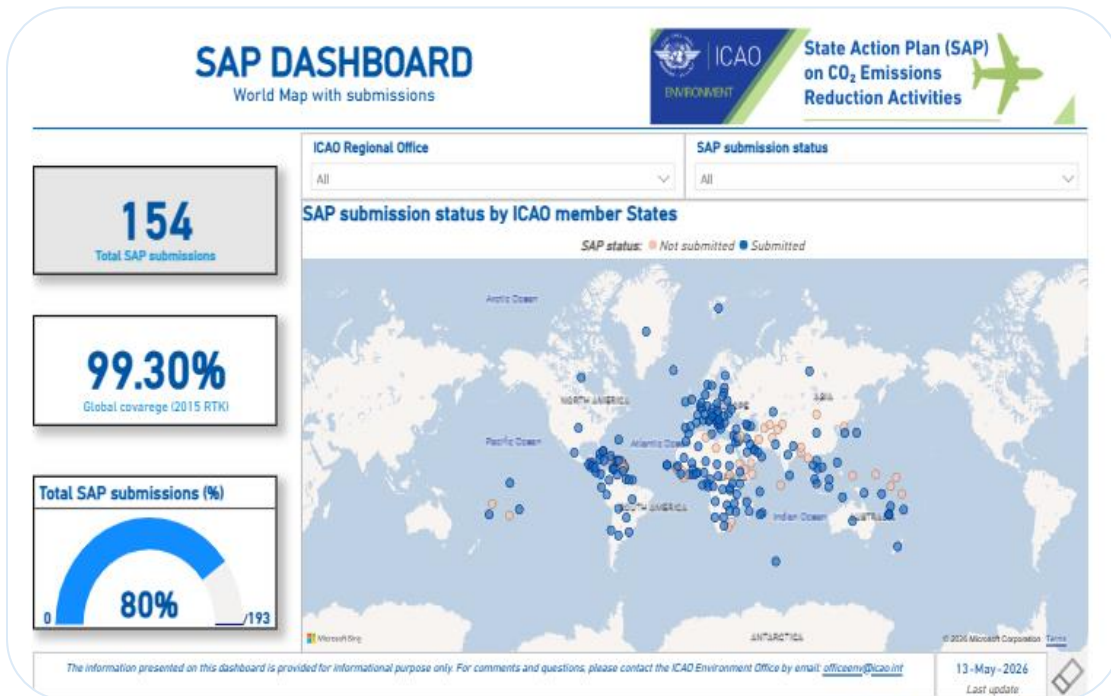 SAP DASHBOARD
World Map with submissions
ICAO
ENVIRONMENT
State Action Plan (SAP)
on CO₂ Emissions
Reduction Activities
ICAO Regional Office
All
SAP submission status
All
154
Total SAP submissions
SAP submission status by ICAO member States
SAP status: Not submitted Submitted
99.30%
Global covarege (2015 RTK)
Total SAP submissions (%)
80%
0
/193
Arctic Ocean
NORTH AMERICA
ASIA
Pacific Ocean
Atlantic
SOUTH AMERICA
Indian Ocean
ANTARCTICA
Microsoft Bing
© 2026 Microsoft Corporation Terms
The information presented on this dashboard is provided for informational purpose only. For comments and questions, please contact the ICAO Environment Office by email: officeenv@icao.int
13-May-2026
Last update